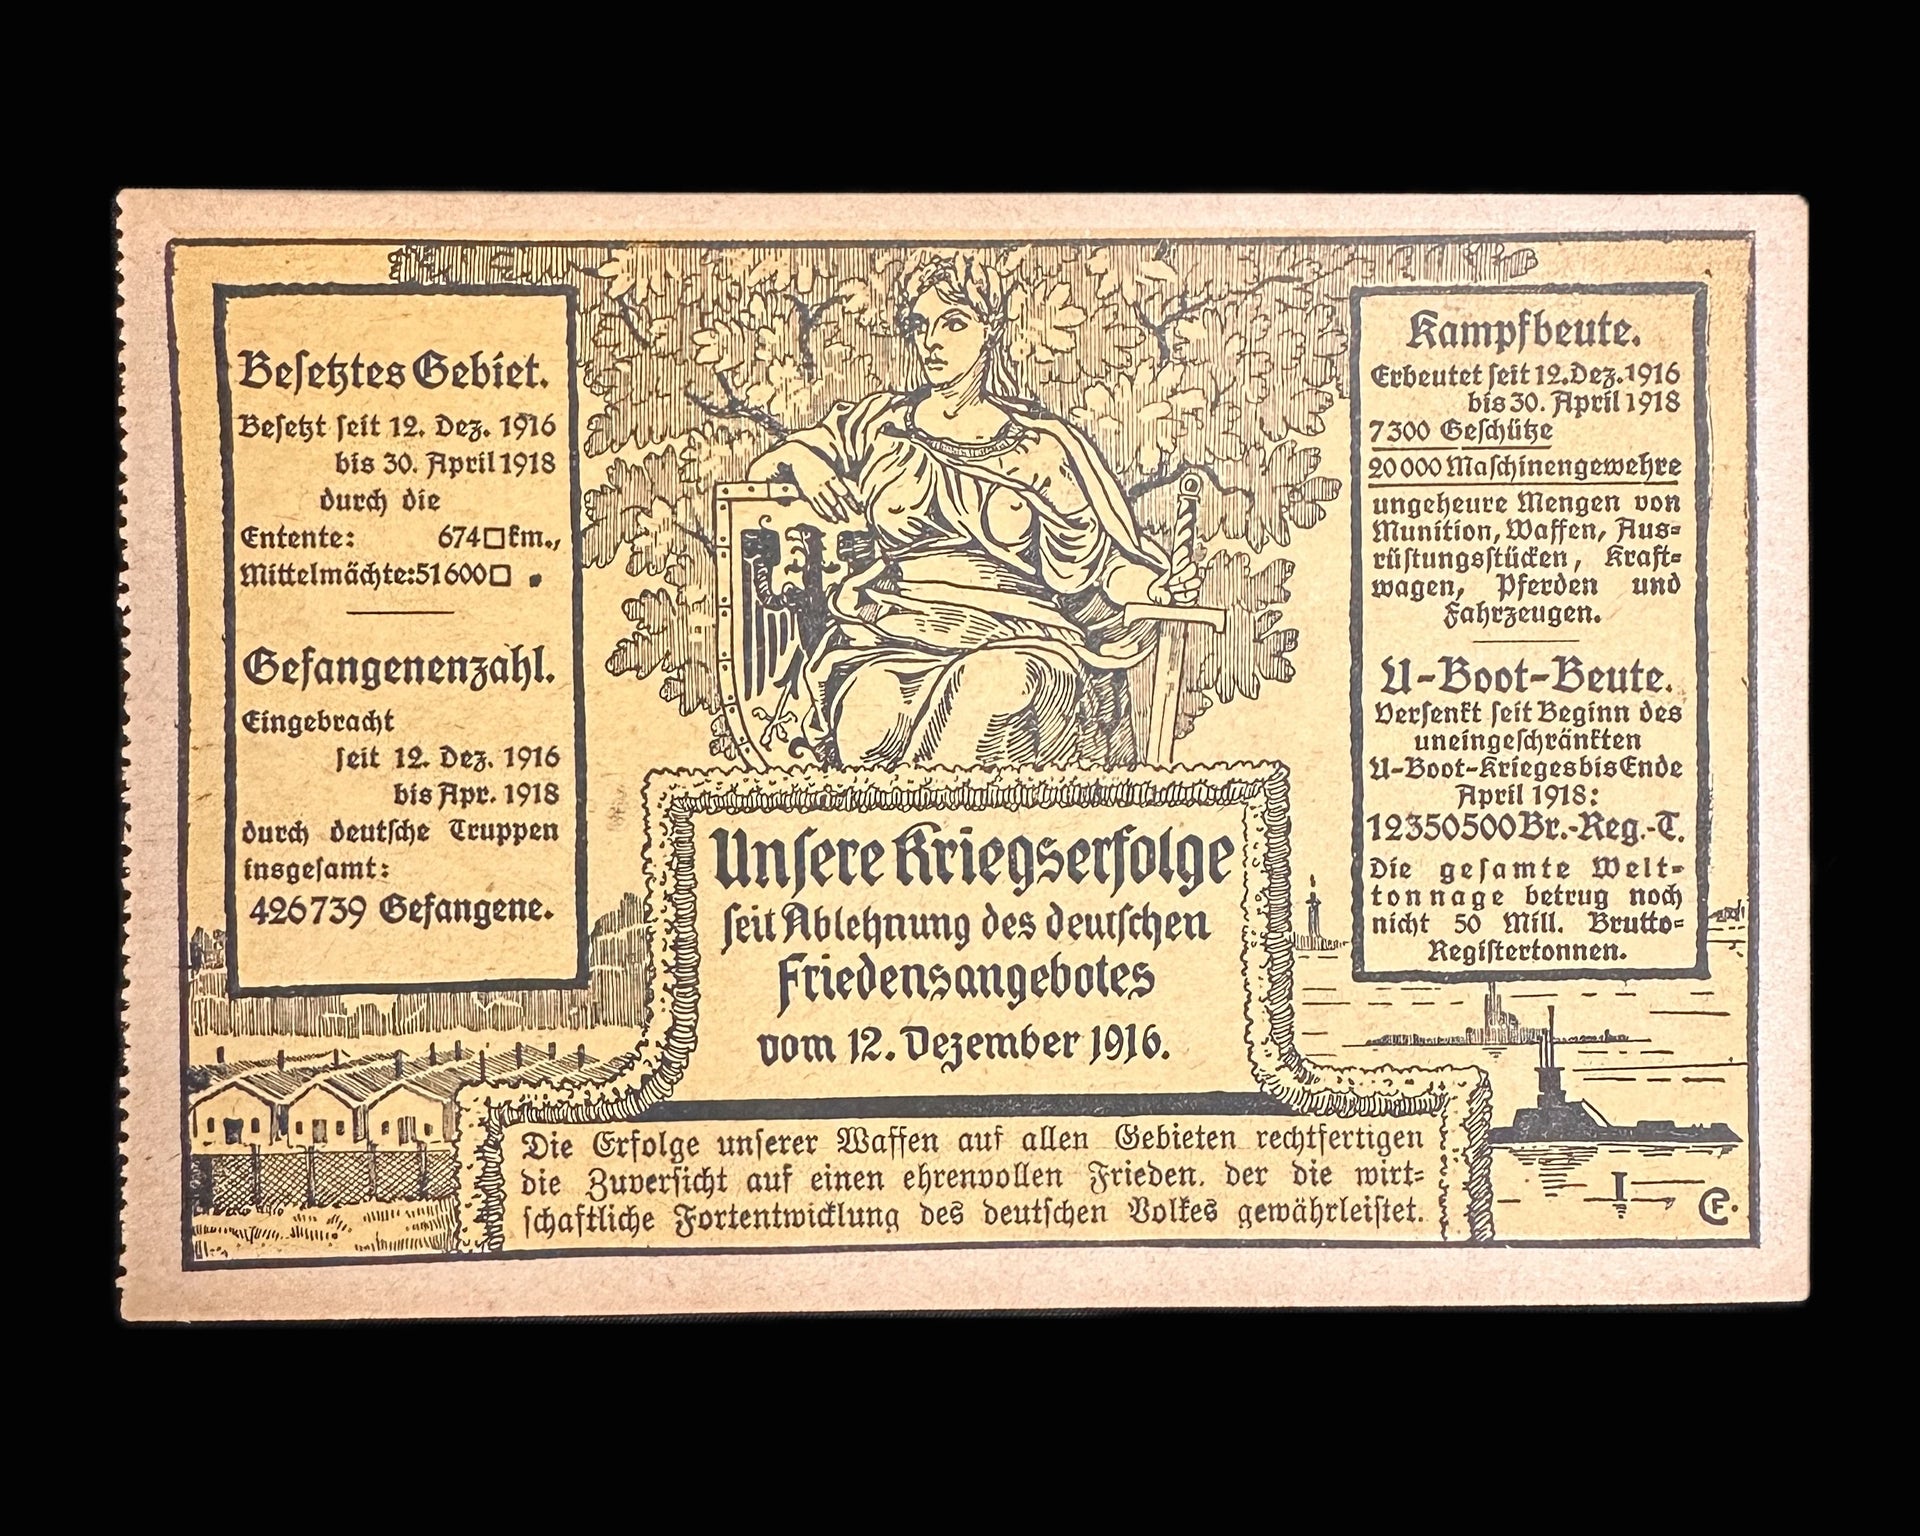 Besetztes Gebiet.
Besetzt seit 12. Dez. 1916
bis 30. April 1918
durch die
Entente: 674□km.,
Mittelmächte: 51600□ .
Gefangenenzahl.
Eingebracht
seit 12. Dez. 1916
bis Apr. 1918
durch deutsche Truppen
insgesamt:
426739 Gefangene.
Unsere Kriegserfolge
seit Ablehnung des deutschen
Friedensangebotes
vom 12. Dezember 1916.
Die Erfolge unserer Waffen auf allen Gebieten rechtfertigen
die Zuversicht auf einen ehrenvollen Frieden. der die wirt-
schaftliche Fortentwicklung des deutschen Volkes gewährleistet.
Kampfbeute.
Erbeutet seit 12. Dez. 1916
bis 30. April 1918
7300 Geschütze
20000 Maschinengewehre
ungeheure Mengen von
Munition, Waffen, Aus-
rüstungsstücken, Kraft-
wagen, Pferden und
Fahrzeugen.
U-Boot-Beute.
Versenkt seit Beginn des
uneingeschränkten
U-Boot-Krieges bis Ende
April 1918:
12350500 Br.-Reg.-T.
Die gesamte Welt-
tonnage betrug noch
nicht 50 Mill. Brutto-
Registertonnen.
CF.